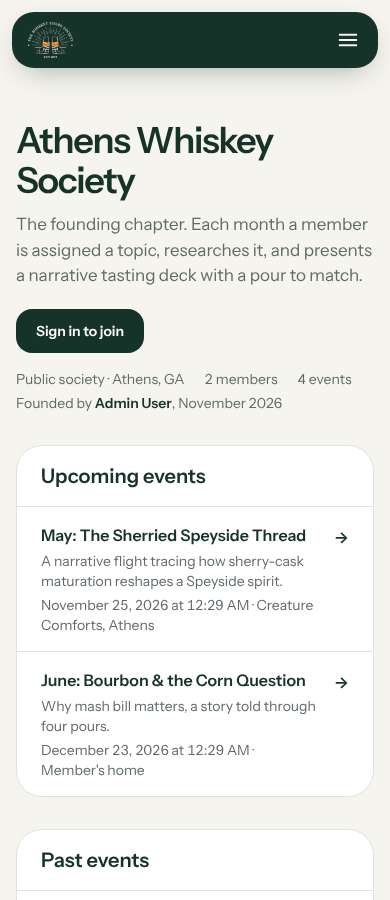 THE WHISKEY TOURS SOCIETY
Athens Whiskey
Society
The founding chapter. Each month a member
is assigned a topic, researches it, and presents
a narrative tasting deck with a pour to match.
Sign in to join
Public society · Athens, GA 2 members 4 events
Founded by Admin User, November 2026
Upcoming events
May: The Sherried Speyside Thread →
A narrative flight tracing how sherry-cask
maturation reshapes a Speyside spirit.
November 25, 2026 at 12:29 AM · Creature
Comforts, Athens
June: Bourbon & the Corn Question →
Why mash bill matters, a story told through
four pours.
December 23, 2026 at 12:29 AM ·
Member's home
Past events